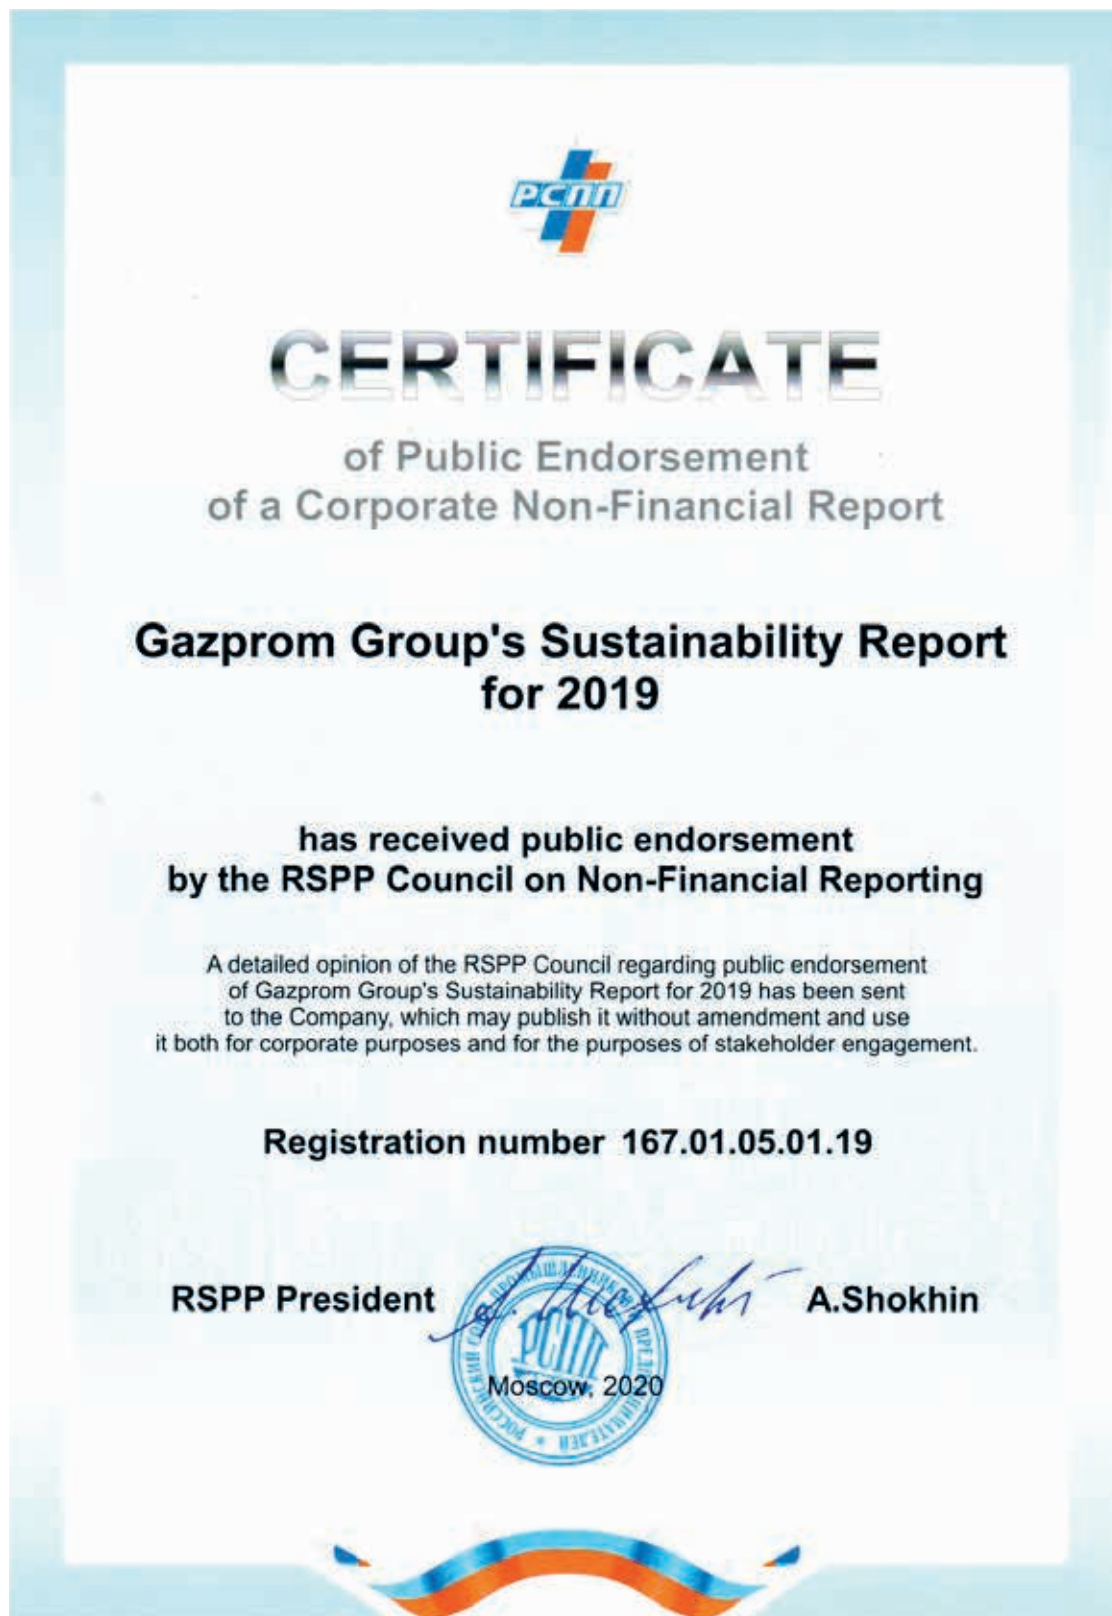 РСПП
CERTIFICATE
of Public Endorsement
of a Corporate Non-Financial Report
Gazprom Group's Sustainability Report
for 2019
has received public endorsement
by the RSPP Council on Non-Financial Reporting
A detailed opinion of the RSPP Council regarding public endorsement
of Gazprom Group's Sustainability Report for 2019 has been sent
to the Company, which may publish it without amendment and use
it both for corporate purposes and for the purposes of stakeholder engagement.
Registration number 167.01.05.01.19
RSPP President A.Shokhin
РОССИЙСКИЙ ПРОМЫШЛЕННИКОВ
РСПП
Moscow, 2020